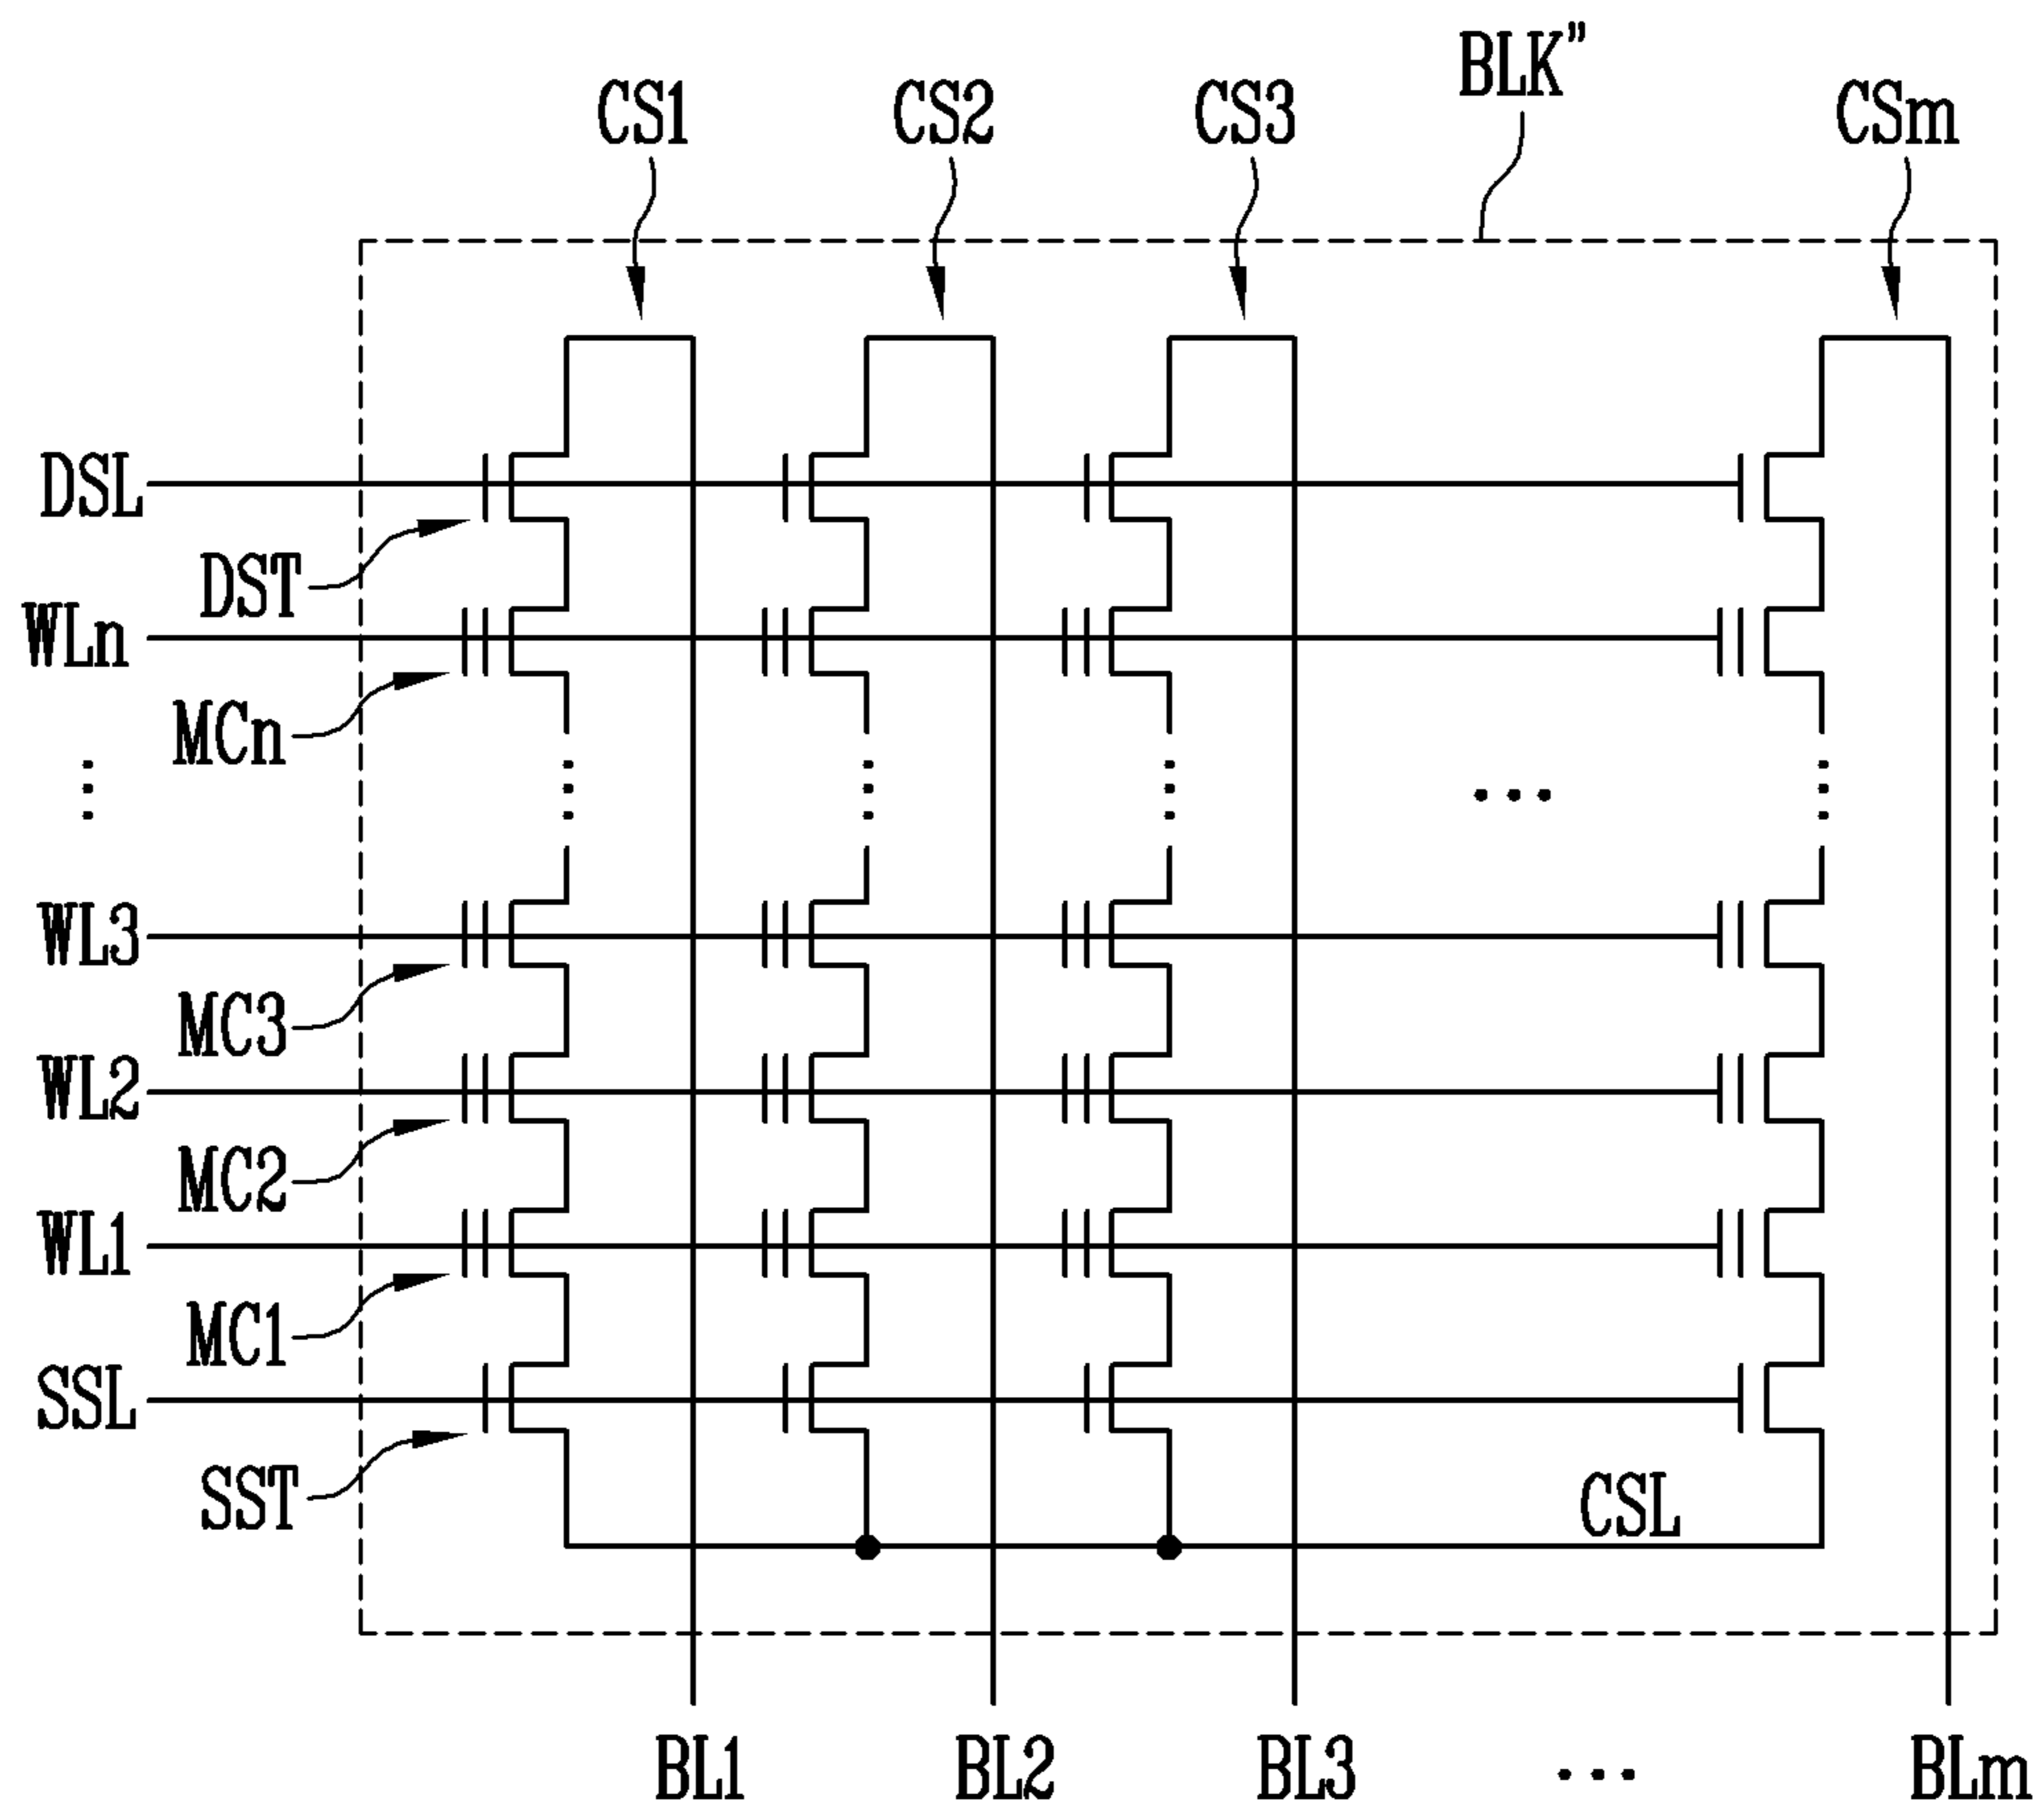 BLK"
CS1 CS2 CS3 CSm
DSL
DST
WLn
MCn
⋮
...
WL3
MC3
WL2
MC2
WL1
MC1
SSL
SST
CSL
BL1 BL2 BL3 ... BLm